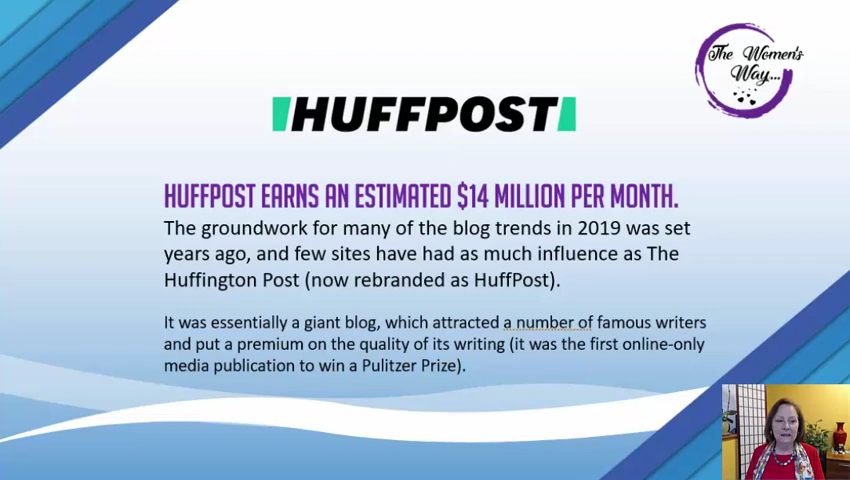 The Women's
Way...
HUFFPOST
HUFFPOST EARNS AN ESTIMATED $14 MILLION PER MONTH.
The groundwork for many of the blog trends in 2019 was set
years ago, and few sites have had as much influence as The
Huffington Post (now rebranded as HuffPost).
It was essentially a giant blog, which attracted a number of famous writers
and put a premium on the quality of its writing (it was the first online-only
media publication to win a Pulitzer Prize).